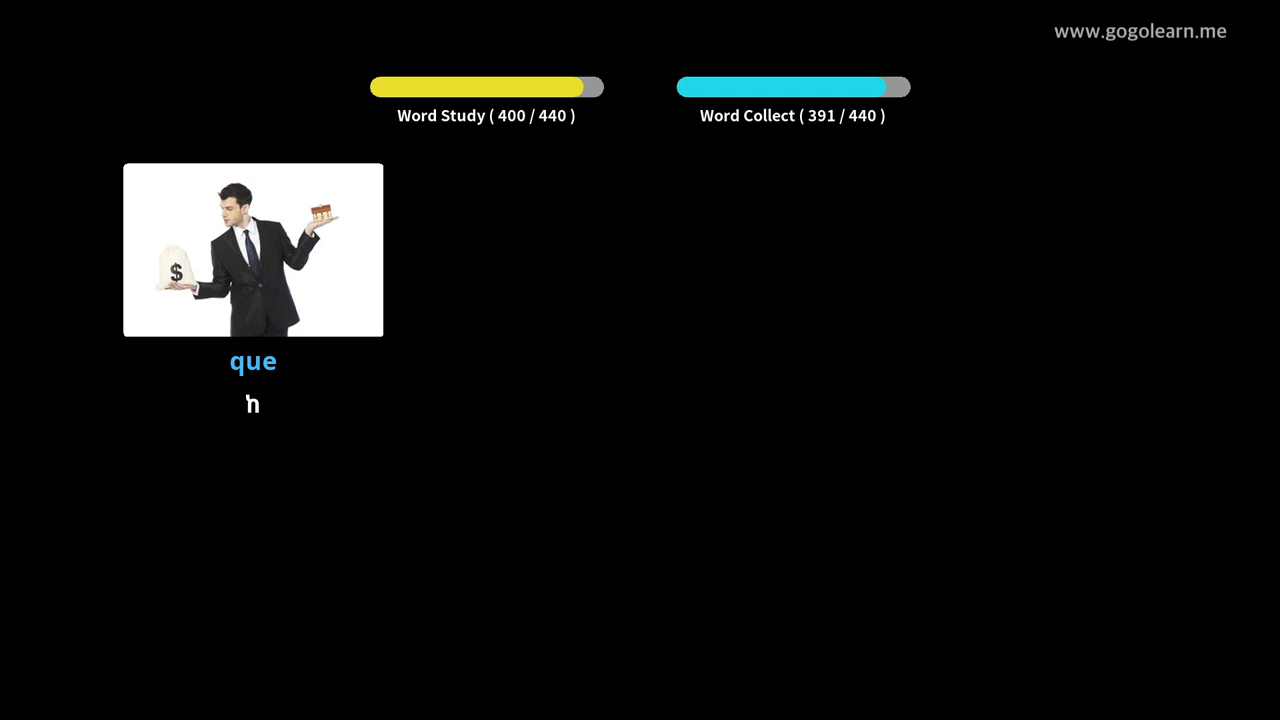 www.gogolearn.me
Word Study ( 400 / 440 )
Word Collect ( 391 / 440 )
$
que
ከ